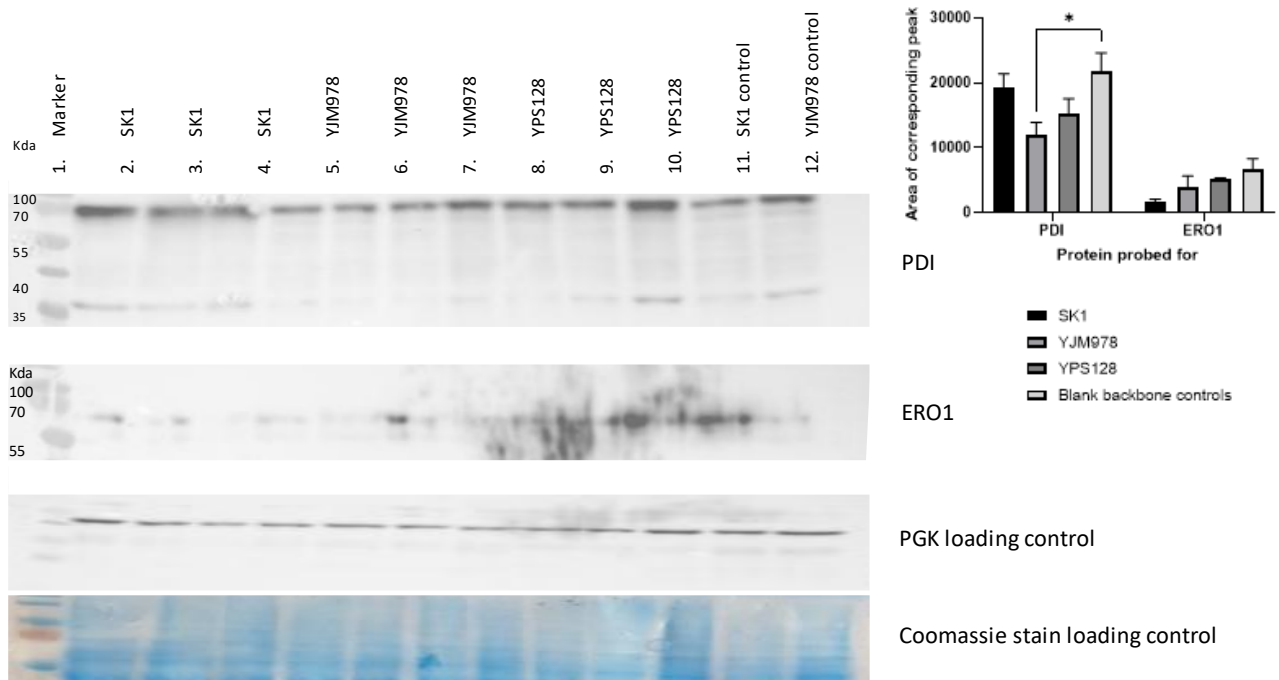 Kda
1. Marker
2. SK1
3. SK1
4. SK1
5. YJM978
6. YJM978
7. YJM978
8. YPS128
9. YPS128
10. YPS128
11. SK1 control
12. YJM978 control
100
70
55
40
35
PDI
Kda
100
70
55
ERO1
PGK loading control
Coomassie stain loading control
Area of corresponding peak
30000
20000
10000
0
*
PDI
ERO1
Protein probed for
SK1
YJM978
YPS128
Blank backbone controls